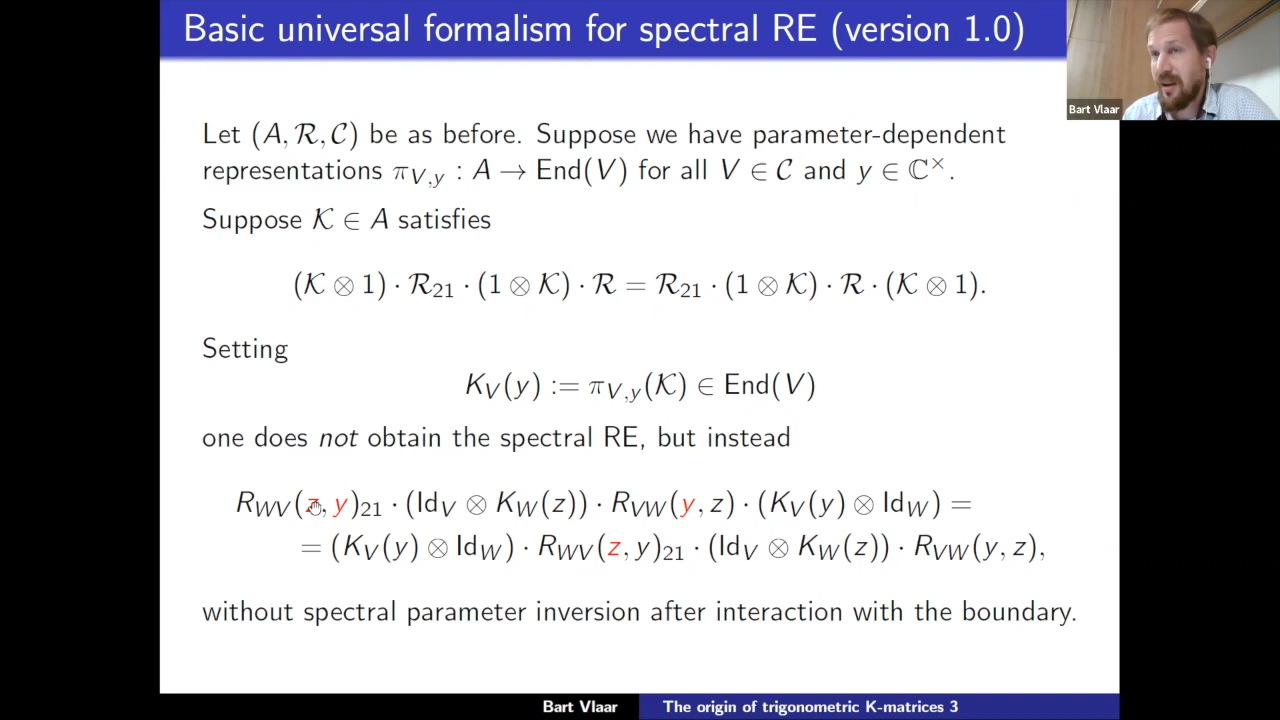 Basic universal formalism for spectral RE (version 1.0)
Bart Vlaar
Let (A, ℛ, 𝒞) be as before. Suppose we have parameter-dependent
representations π_{V,y} : A → End(V) for all V ∈ 𝒞 and y ∈ ℂ^×.
Suppose 𝒦 ∈ A satisfies
(𝒦 ⊗ 1) · ℛ₂₁ · (1 ⊗ 𝒦) · ℛ = ℛ₂₁ · (1 ⊗ 𝒦) · ℛ · (𝒦 ⊗ 1).
Setting
K_V(y) := π_{V,y}(𝒦) ∈ End(V)
one does not obtain the spectral RE, but instead
R_{WV}(z, y)₂₁ · (Id_V ⊗ K_W(z)) · R_{VW}(y, z) · (K_V(y) ⊗ Id_W) =
= (K_V(y) ⊗ Id_W) · R_{WV}(z, y)₂₁ · (Id_V ⊗ K_W(z)) · R_{VW}(y, z),
without spectral parameter inversion after interaction with the boundary.
Bart Vlaar The origin of trigonometric K-matrices 3